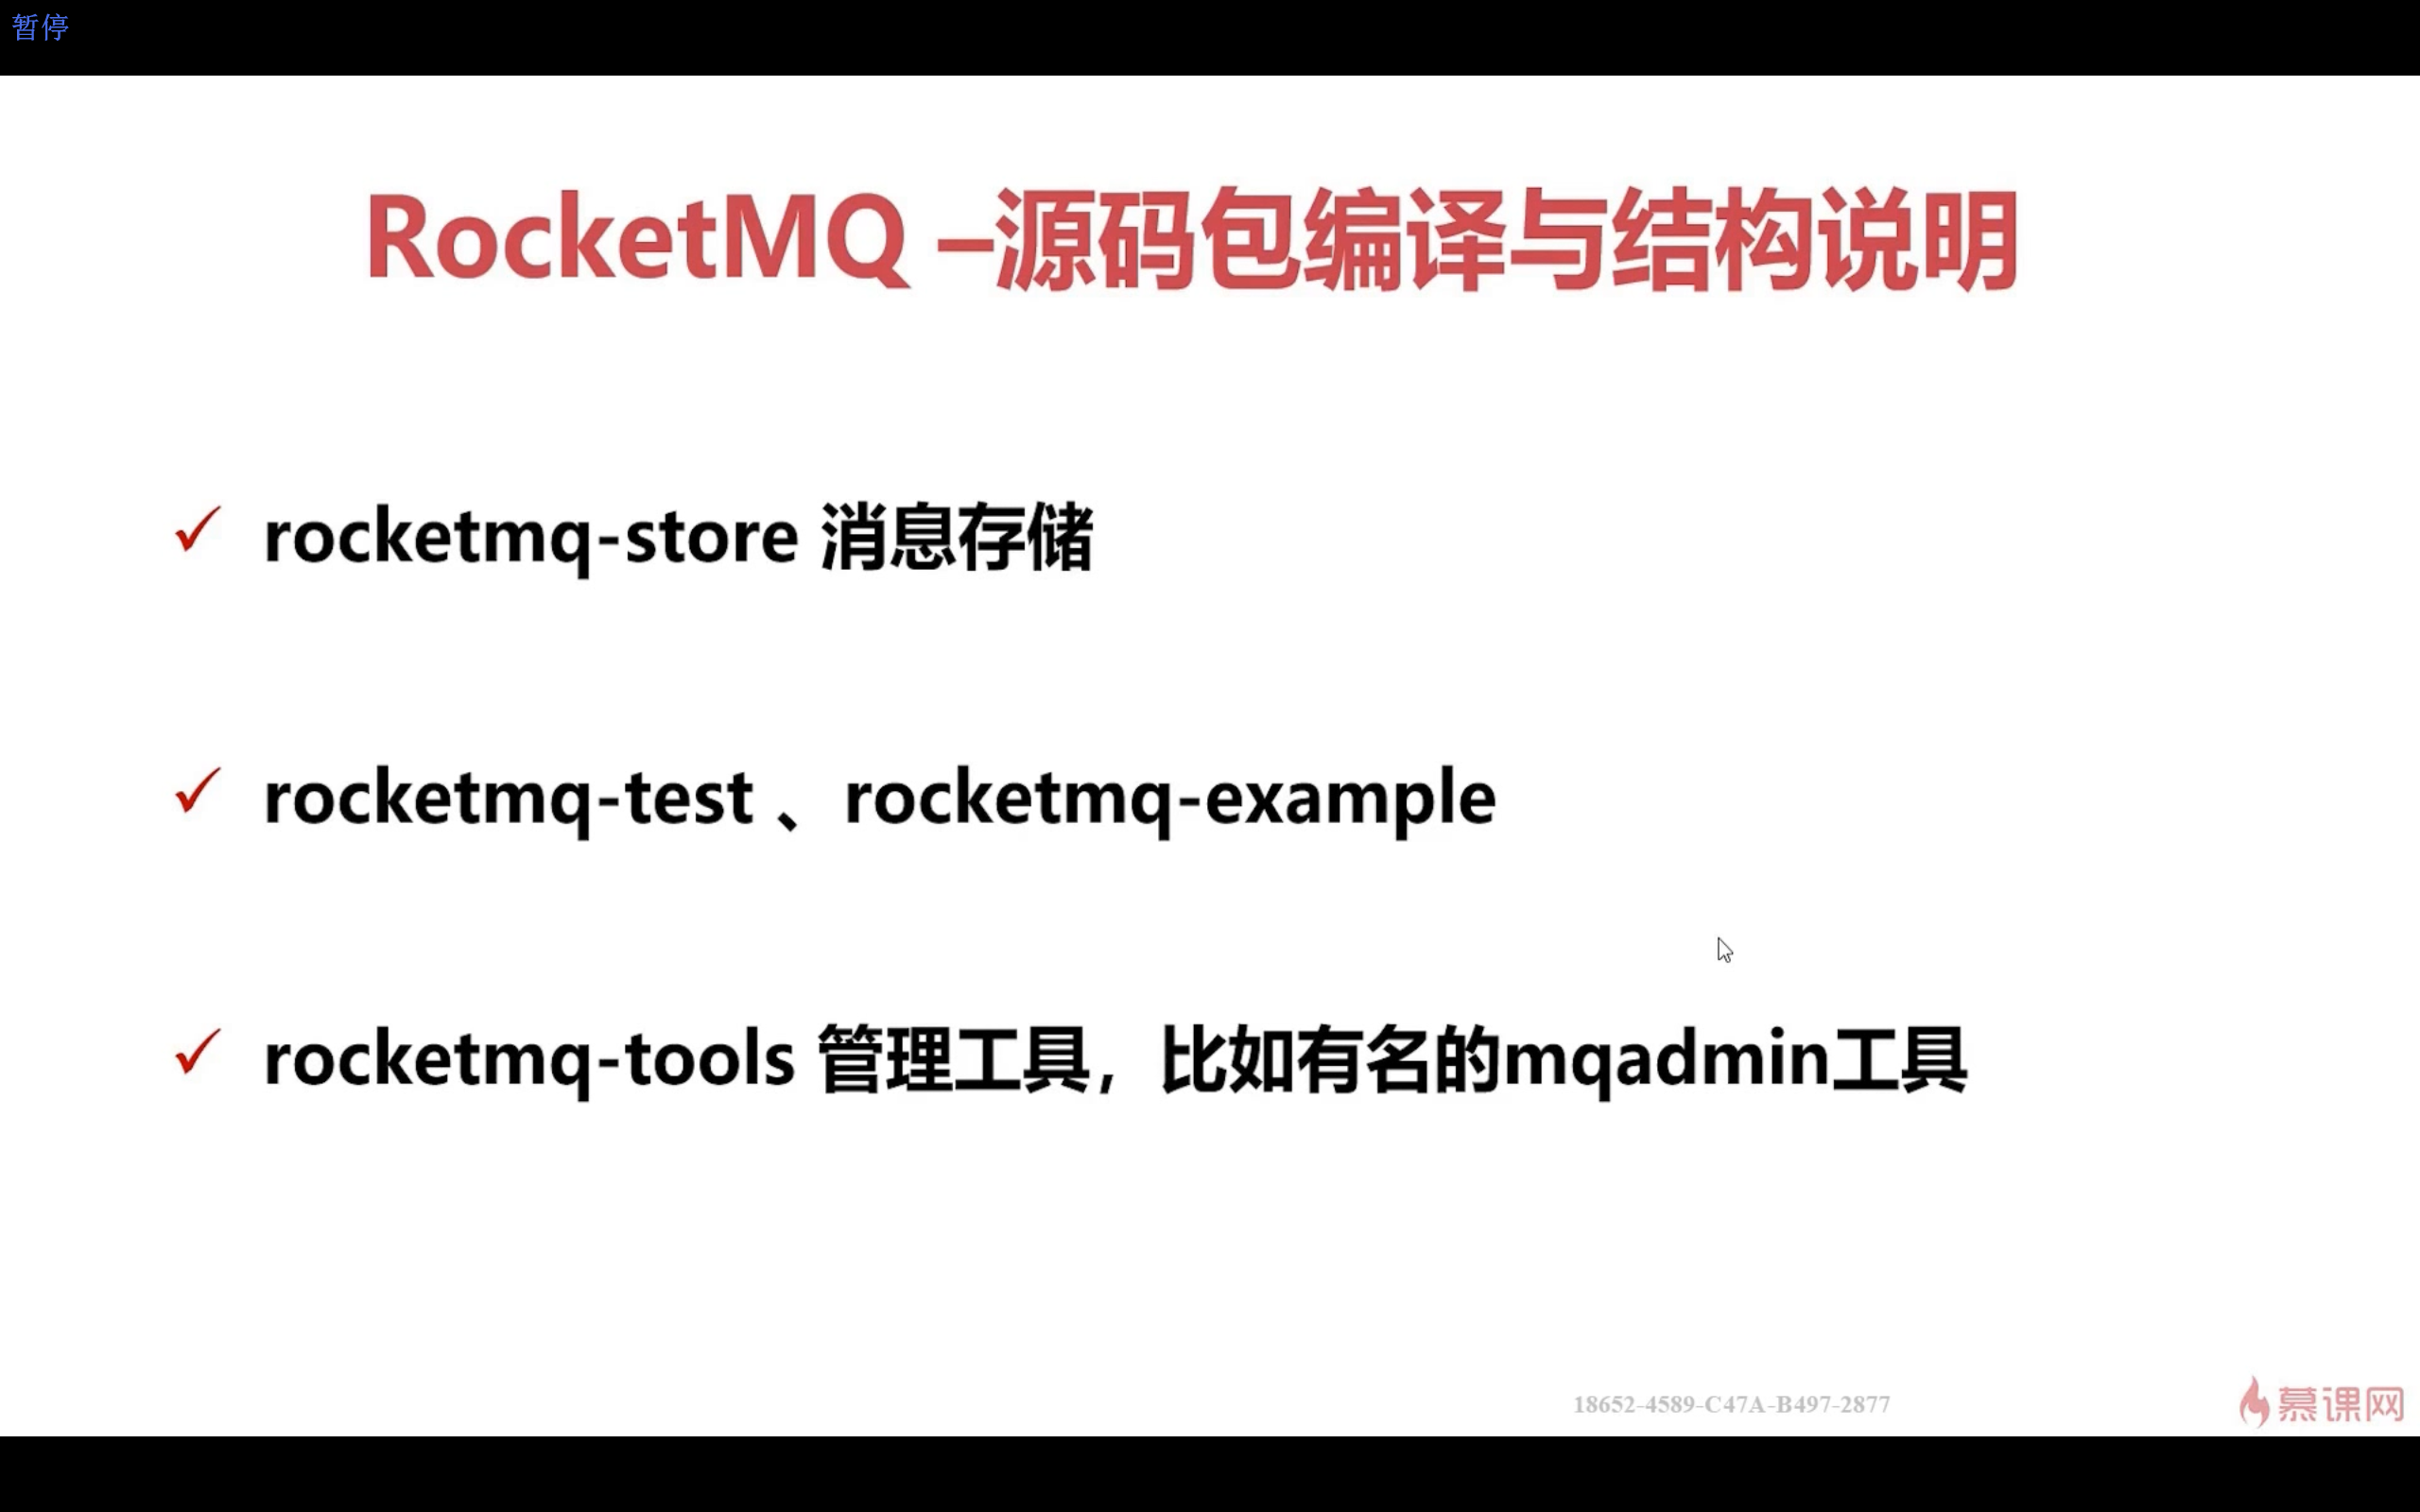 暂停
RocketMQ –源码包编译与结构说明
rocketmq-store 消息存储
rocketmq-test 、rocketmq-example
rocketmq-tools 管理工具，比如有名的mqadmin工具
18652-4589-C47A-B497-2877
慕课网